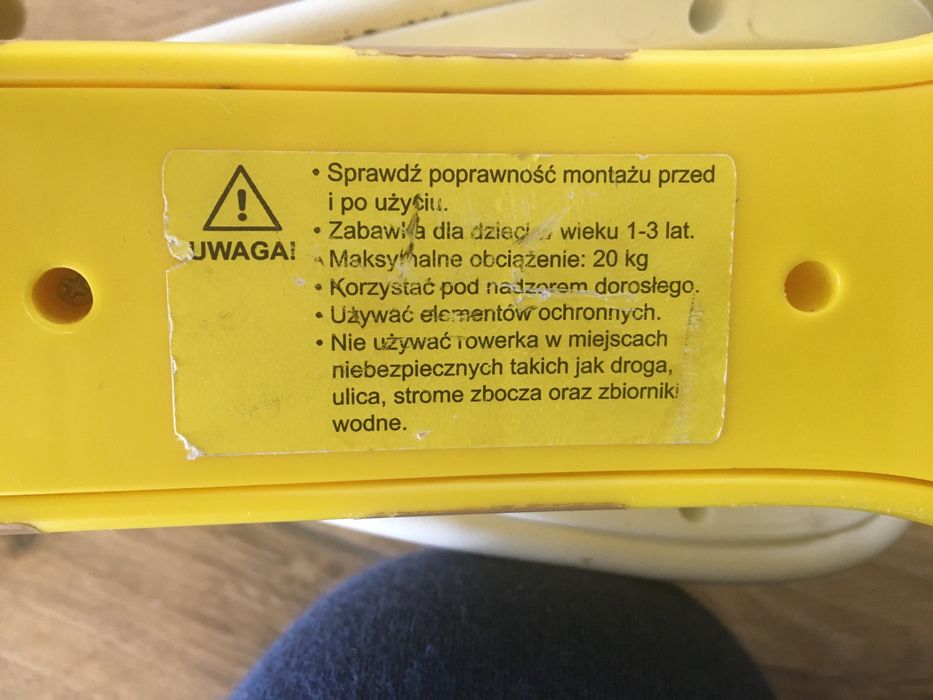 UWAGA!
• Sprawdź poprawność montażu przed
i po użyciu.
• Zabawka dla dzieci w wieku 1-3 lat.
• Maksymalne obciążenie: 20 kg
• Korzystać pod nadzorem dorosłego.
• Używać elementów ochronnych.
• Nie używać rowerka w miejscach
niebezpiecznych takich jak droga,
ulica, strome zbocza oraz zbiorniki
wodne.